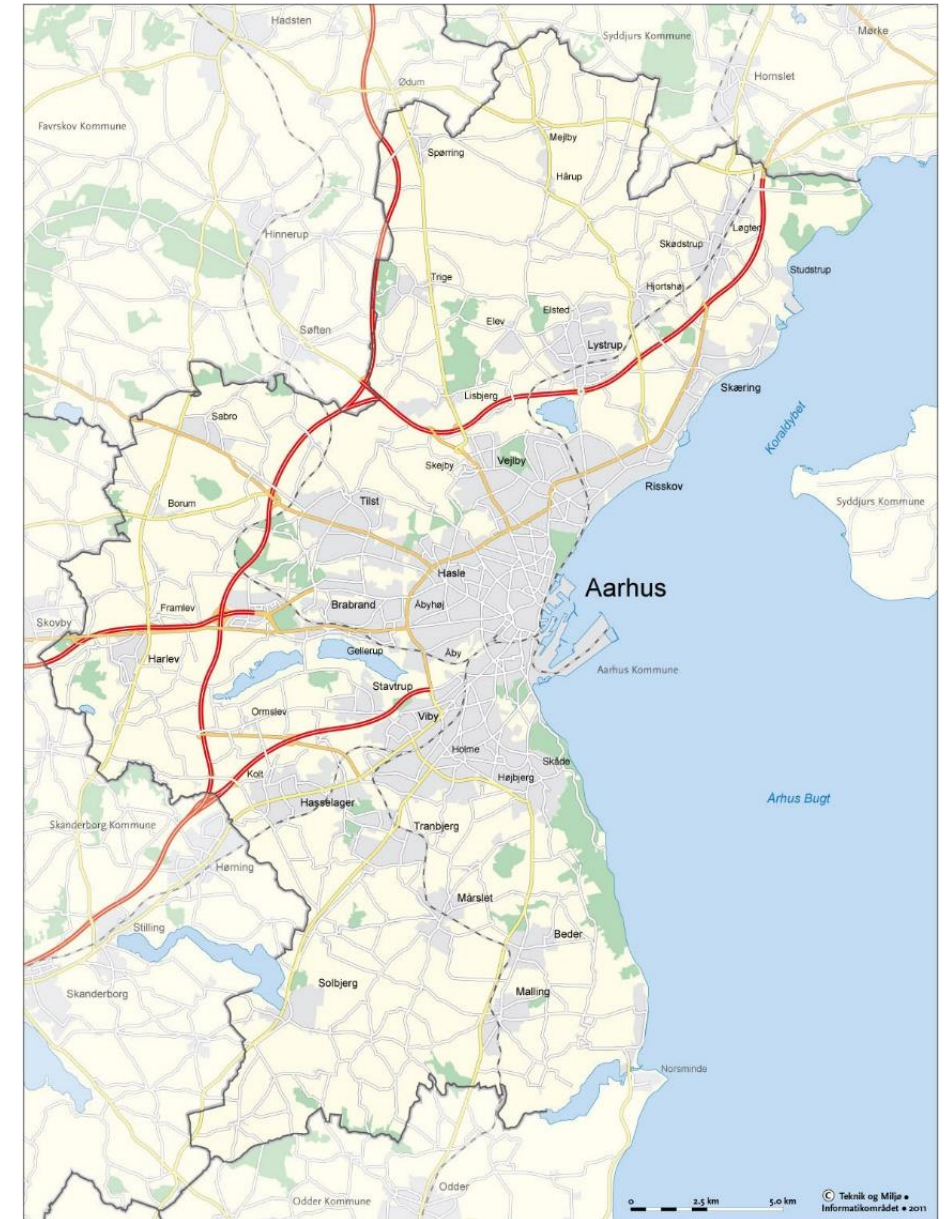 Hadsten
Syddjurs Kommune
Mørke
Ødum
Hornslet
Favrskov Kommune
Spørring
Mejlby
Hårup
Hinnerup
Løgten
Skødstrup
Studstrup
Trige
Hjortshøj
Elsted
Elev
Søften
Lystrup
Skæring
Lisbjerg
Koraldybet
Sabro
Vejlby
Skejby
Risskov
Tilst
Borum
Syddjurs Kommune
Hasle
Aarhus
Brabrand
Åbyhøj
Framlev
Skovby
Gellerup
Åby
Harlev
Aarhus Kommune
Stavtrup
Ormslev
Viby
Holme
Skåde
Kolt
Højbjerg
Hasselager
Århus Bugt
Skanderborg Kommune
Tranbjerg
Hørning
Mårslet
Stilling
Beder
Solbjerg
Malling
Skanderborg
Norsminde
Odder
Odder Kommune
0 2.5 km 5.0 km
© Teknik og Miljø •
Informatikområdet • 2011